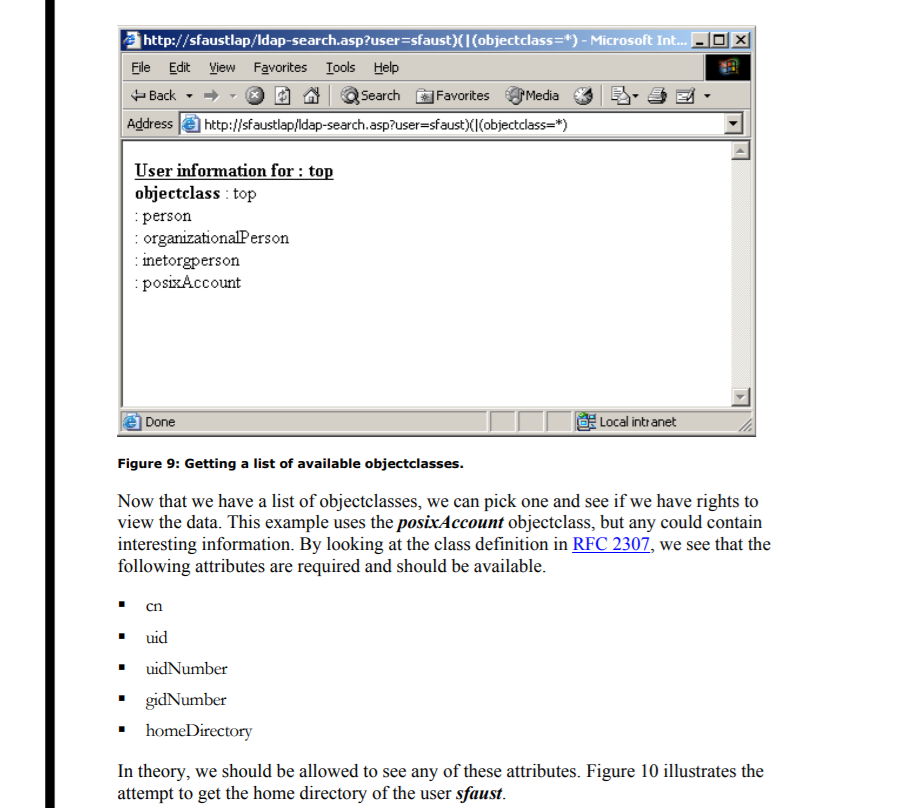 http://sfaustlap/ldap-search.asp?user=sfaust)(|(objectclass=*) - Microsoft Int...
File Edit View Favorites Tools Help
Back Search Favorites Media
Address http://sfaustlap/ldap-search.asp?user=sfaust)(|(objectclass=*)
User information for : top
objectclass : top
: person
: organizationalPerson
: inetorgperson
: posixAccount
Done Local intranet
Figure 9: Getting a list of available objectclasses.
Now that we have a list of objectclasses, we can pick one and see if we have rights to
view the data. This example uses the posixAccount objectclass, but any could contain
interesting information. By looking at the class definition in RFC 2307, we see that the
following attributes are required and should be available.
▪ cn
▪ uid
▪ uidNumber
▪ gidNumber
▪ homeDirectory
In theory, we should be allowed to see any of these attributes. Figure 10 illustrates the
attempt to get the home directory of the user sfaust.